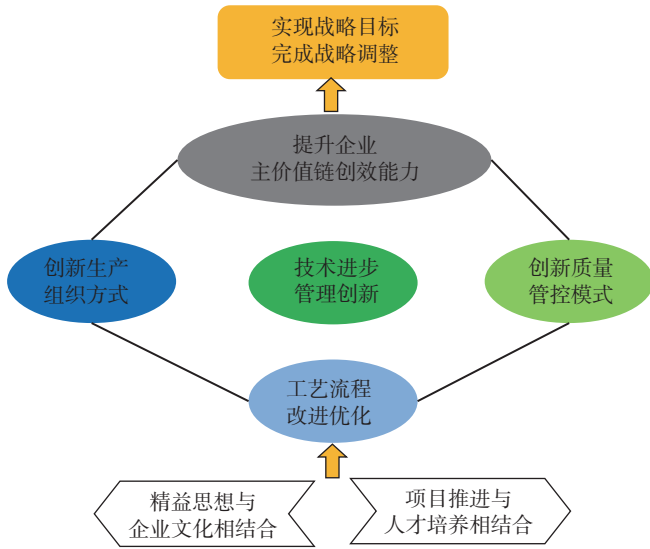 实现战略目标
完成战略调整
提升企业
主价值链创效能力
创新生产
组织方式
技术进步
管理创新
创新质量
管控模式
工艺流程
改进优化
精益思想与
企业文化相结合
项目推进与
人才培养相结合